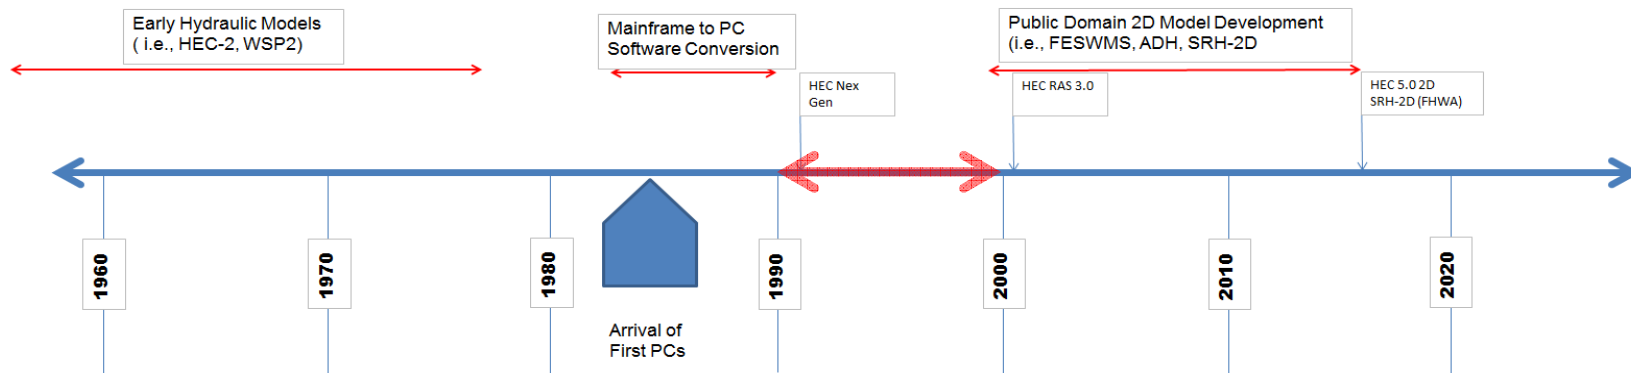 Early Hydraulic Models
( i.e., HEC-2, WSP2)
Mainframe to PC
Software Conversion
Public Domain 2D Model Development
(i.e., FESWMS, ADH, SRH-2D
HEC Nex
Gen
HEC RAS 3.0
HEC 5.0 2D
SRH-2D (FHWA)
1960
1970
1980
1990
2000
2010
2020
Arrival of
First PCs